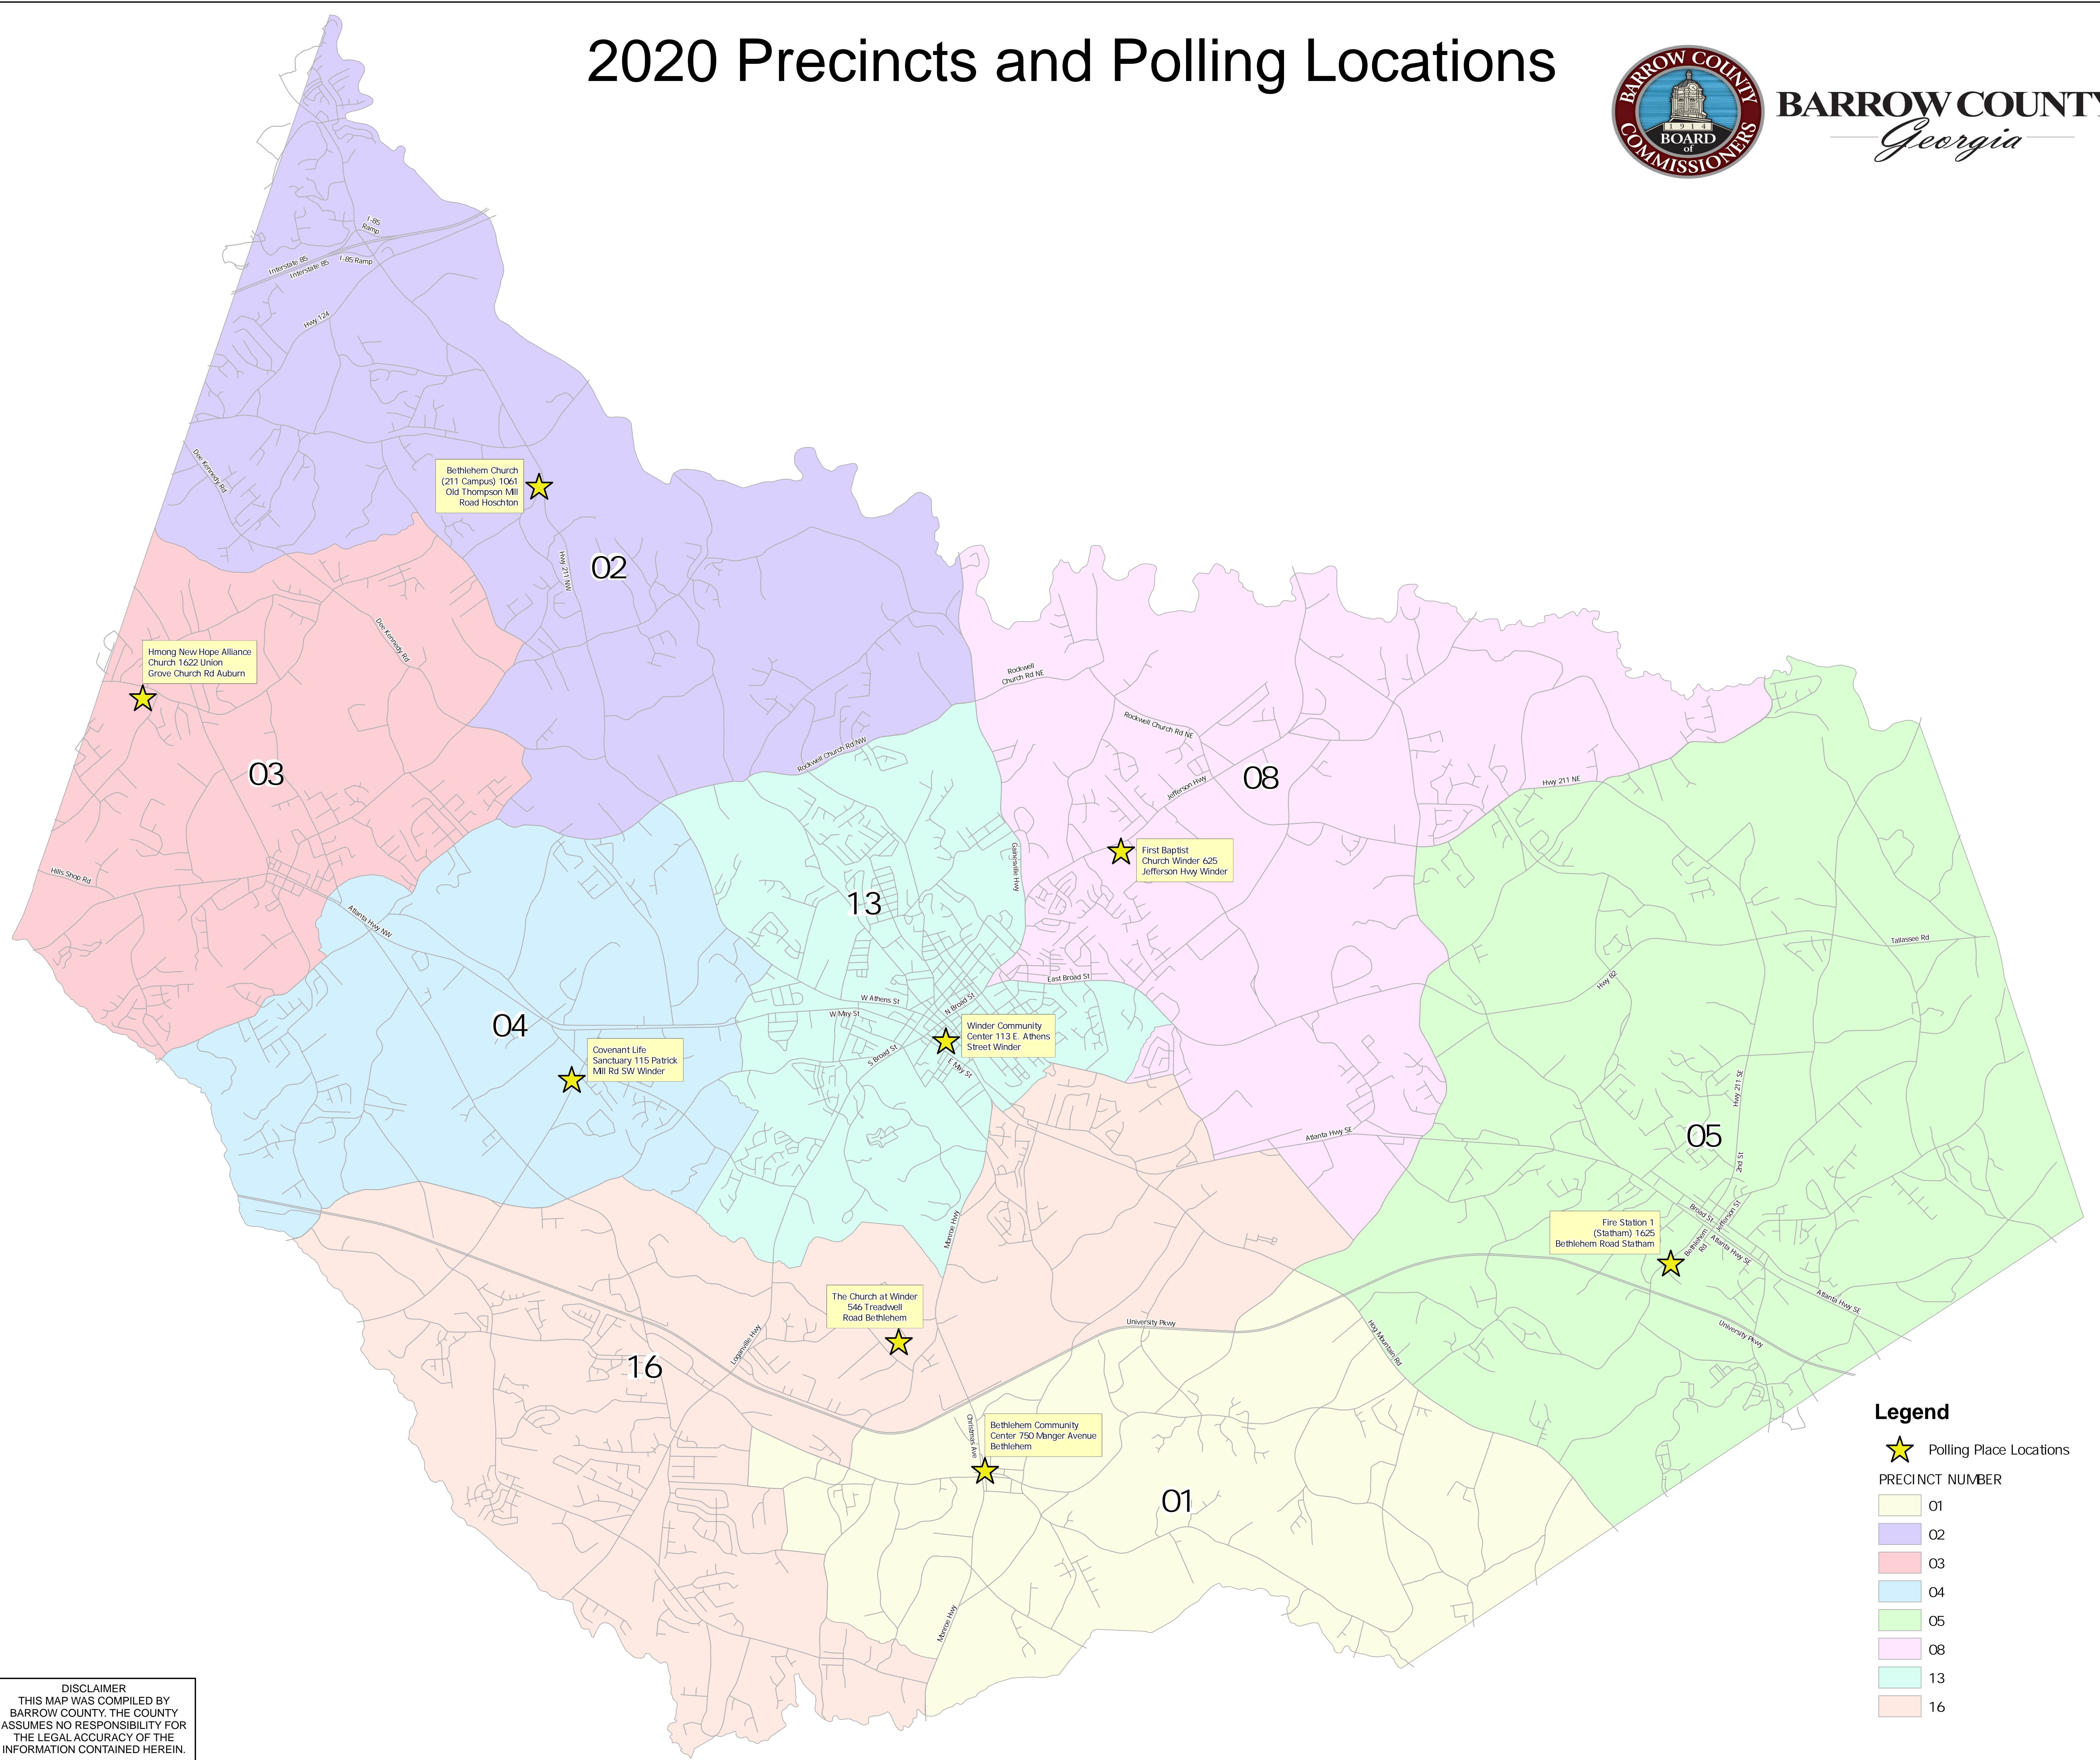 2020 Precincts and Polling Locations
BARROW COUNTY
BOARD
of
COMMISSIONERS
1914
BARROW COUNTY
Georgia
I-85
Ramp
Interstate 85
Interstate 85
I-85 Ramp
Hwy 124
Dee Kennedy Rd
Bethlehem Church
(211 Campus) 1061
Old Thompson Mill
Road Hoschton
Hwy 211 NW
02
Dee Kennedy Rd
Hmong New Hope Alliance
Church 1622 Union
Grove Church Rd Auburn
03
Hills Shop Rd
Rockwell
Church Rd NE
Rockwell Church Rd NE
Rockwell Church Rd NW
Jefferson Hwy
08
Hwy 211 NE
First Baptist
Church Winder 625
Jefferson Hwy Winder
Gainesville Hwy
13
Atlanta Hwy NW
Tallassee Rd
Hwy 82
East Broad St
W Athens St
N Broad St
W May St
04
Winder Community
Center 113 E. Athens
Street Winder
S Broad St
E May St
Covenant Life
Sanctuary 115 Patrick
Mill Rd SW Winder
Hwy 211 SE
05
Atlanta Hwy SE
2nd St
Monroe Hwy
Broad St
Jefferson St
Fire Station 1
(Statham) 1625
Bethlehem Road Statham
Bethlehem
Rd
Atlanta Hwy SE
Atlanta Hwy SE
The Church at Winder
546 Treadwell
Road Bethlehem
University Pkwy
University Pkwy
Hog Mountain Rd
Loganville Hwy
16
Christmas Ave
Bethlehem Community
Center 750 Manger Avenue
Bethlehem
01
Monroe Hwy
Legend
Polling Place Locations
PRECINCT NUMBER
01
02
03
04
05
08
13
16
DISCLAIMER
THIS MAP WAS COMPILED BY
BARROW COUNTY. THE COUNTY
ASSUMES NO RESPONSIBILITY FOR
THE LEGAL ACCURACY OF THE
INFORMATION CONTAINED HEREIN.